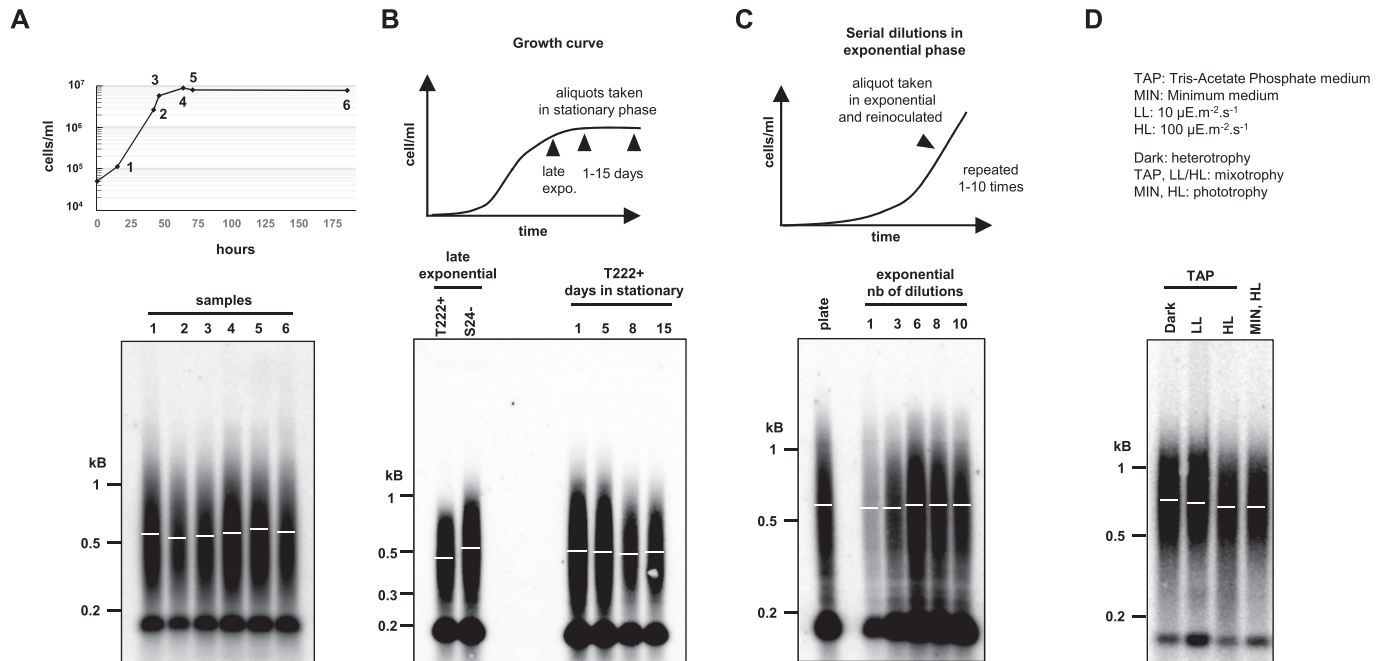 A
10⁷
10⁶
10⁵
10⁴
cells/ml
1
2
3
4
5
6
0 25 50 75 100 125 150 175
hours
samples
1 2 3 4 5 6
kB
1
0.5
0.2
B
Growth curve
aliquots taken
in stationary phase
cell/ml
late
expo.
1-15 days
time
late
exponential
T222+
S24-
T222+
days in stationary
1 5 8 15
kB
1
0.5
0.3
0.2
C
Serial dilutions in
exponential phase
aliquot taken
in exponential
and reinoculated
cells/ml
repeated
1-10 times
time
plate
exponential
nb of dilutions
1 3 6 8 10
kB
1
0.5
0.2
D
TAP: Tris-Acetate Phosphate medium
MIN: Minimum medium
LL: 10 µE.m⁻².s⁻¹
HL: 100 µE.m⁻².s⁻¹
Dark: heterotrophy
TAP, LL/HL: mixotrophy
MIN, HL: phototrophy
TAP
Dark
LL
HL
MIN, HL
kB
1
0.5
0.2